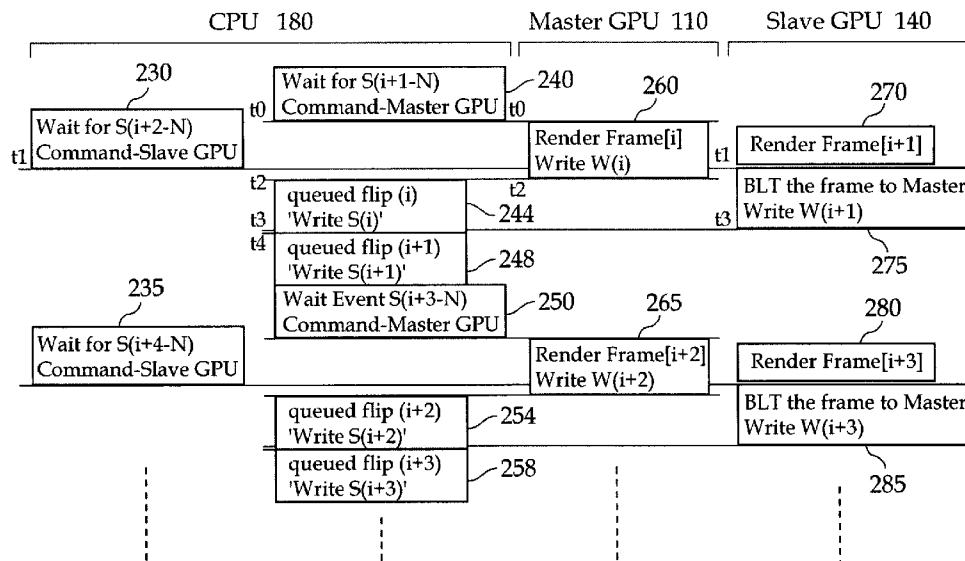 CPU 180
Master GPU 110
Slave GPU 140
230
240
260
270
Wait for S(i+1-N)
Command-Master GPU
t0
t0
Wait for S(i+2-N)
Command-Slave GPU
t1
Render Frame[i]
Write W(i)
t1
Render Frame[i+1]
t2
t2
queued flip (i)
'Write S(i)'
244
BLT the frame to Master
Write W(i+1)
t3
t3
275
t4
queued flip (i+1)
'Write S(i+1)'
248
235
Wait Event S(i+3-N)
Command-Master GPU
250
265
280
Wait for S(i+4-N)
Command-Slave GPU
Render Frame[i+2]
Write W(i+2)
Render Frame[i+3]
queued flip (i+2)
'Write S(i+2)'
254
BLT the frame to Master
Write W(i+3)
285
queued flip (i+3)
'Write S(i+3)'
258